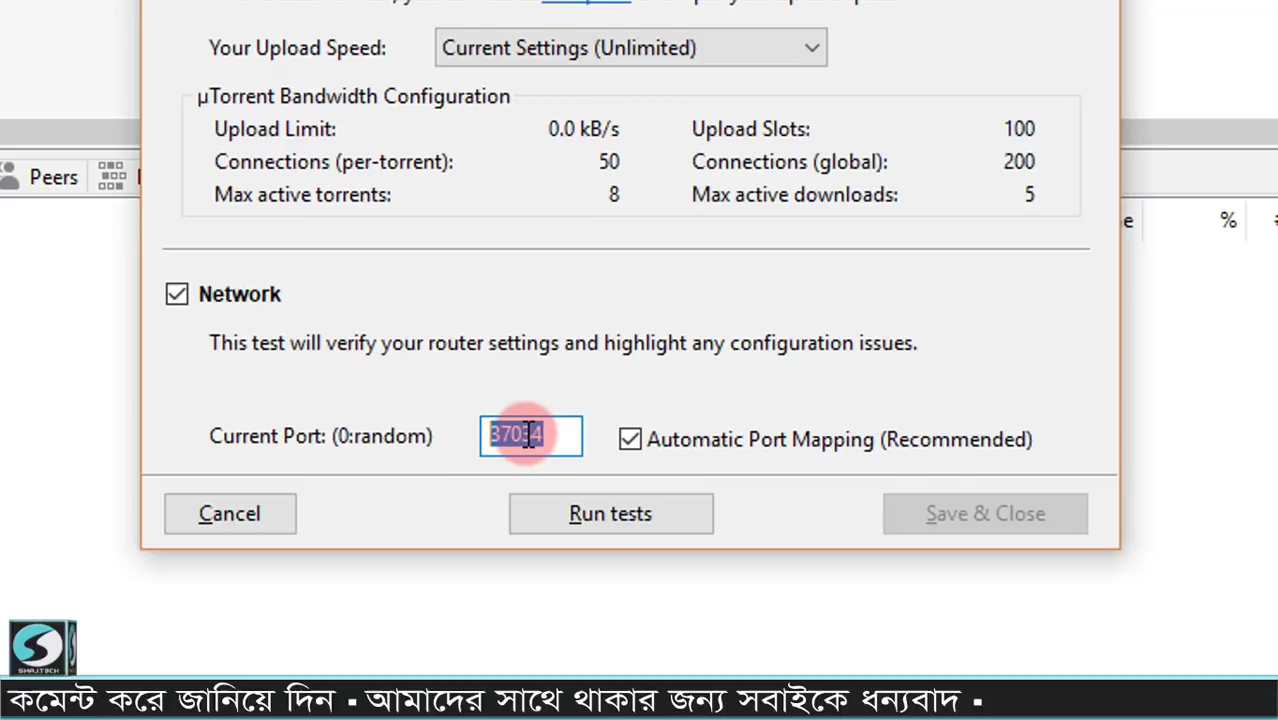 Your Upload Speed: Current Settings (Unlimited)
µTorrent Bandwidth Configuration
Upload Limit: 0.0 kB/s Upload Slots: 100
Connections (per-torrent): 50 Connections (global): 200
Peers Max active torrents: 8 Max active downloads: 5
%
Network
This test will verify your router settings and highlight any configuration issues.
Current Port: (0:random) 37034 Automatic Port Mapping (Recommended)
Cancel Run tests Save & Close
SHAJTECH
কমেন্ট করে জানিয়ে দিন ▪ আমাদের সাথে থাকার জন্য সবাইকে ধন্যবাদ ▪